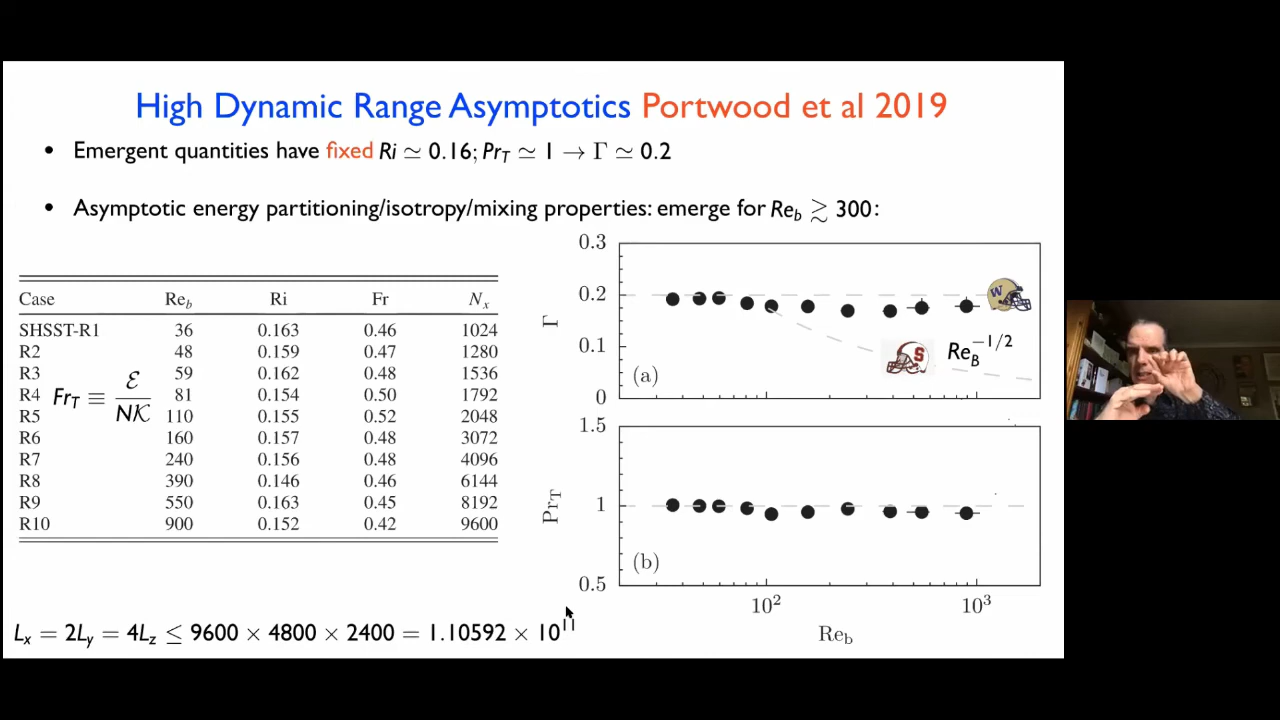 High Dynamic Range Asymptotics Portwood et al 2019
• Emergent quantities have fixed Ri ≃ 0.16; Pr_T ≃ 1 → Γ ≃ 0.2
• Asymptotic energy partitioning/isotropy/mixing properties: emerge for Re_b ≳ 300:
Case Re_b Ri Fr N_x
SHSST-R1 36 0.163 0.46 1024
R2 48 0.159 0.47 1280
R3 59 0.162 0.48 1536
R4 81 0.154 0.50 1792
R5 110 0.155 0.52 2048
R6 160 0.157 0.48 3072
R7 240 0.156 0.48 4096
R8 390 0.146 0.46 6144
R9 550 0.163 0.45 8192
R10 900 0.152 0.42 9600
Fr_T ≡ ℰ / N𝒦
L_x = 2L_y = 4L_z ≤ 9600 × 4800 × 2400 = 1.10592 × 10^11
0.3
0.2
0.1
0
Γ
(a)
W
S
Re_B^{-1/2}
1.5
1
0.5
Pr_T
(b)
10^2 10^3
Re_b